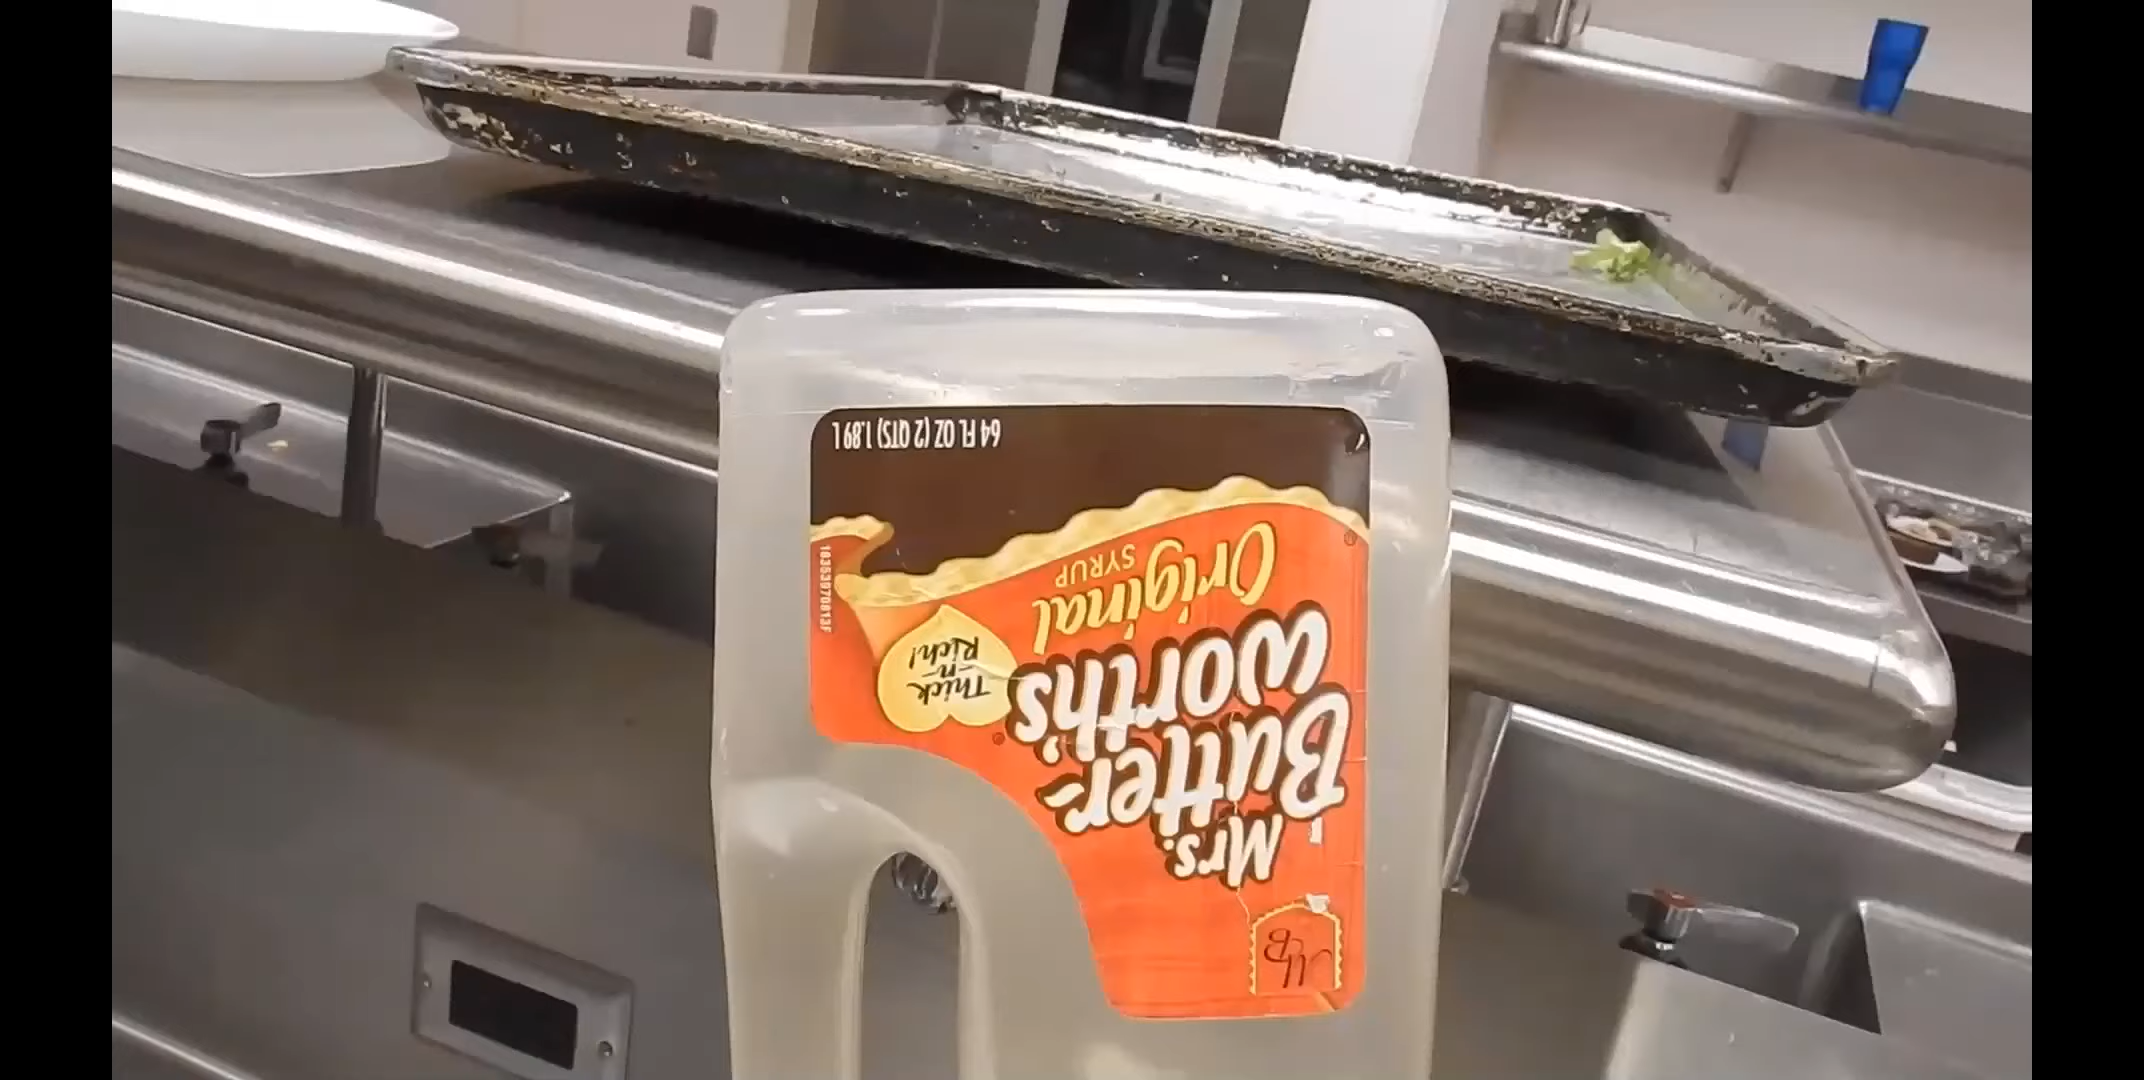 Mrs.
Butter-
worth's
Original
SYRUP
Thick
-n-
Rich!
64 FL OZ (2 QTS) 1.89 L